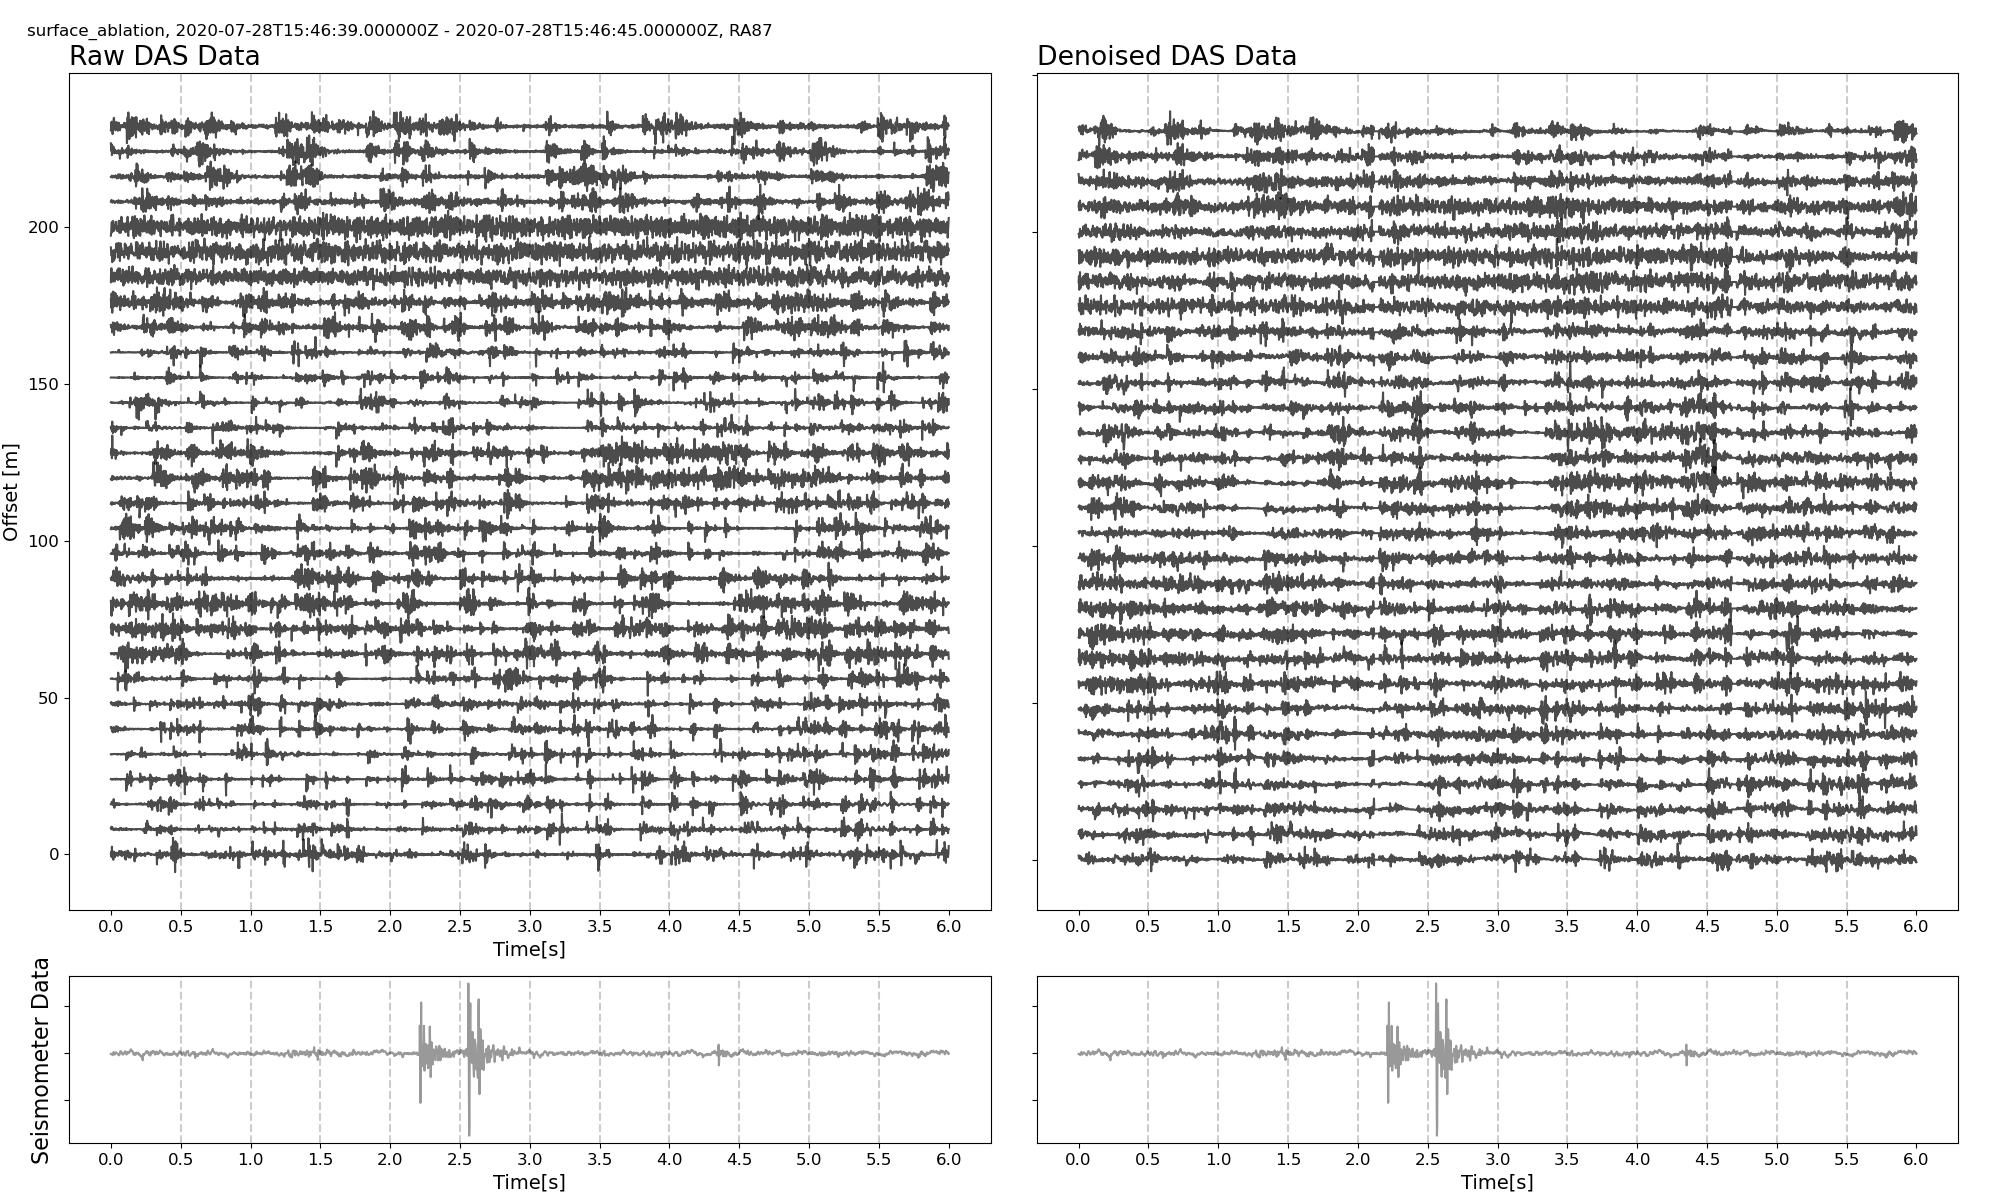 surface_ablation, 2020-07-28T15:46:39.000000Z - 2020-07-28T15:46:45.000000Z, RA87
Raw DAS Data
Denoised DAS Data
Offset [m]
200
150
100
50
0
0.0 0.5 1.0 1.5 2.0 2.5 3.0 3.5 4.0 4.5 5.0 5.5 6.0
Time[s]
0.0 0.5 1.0 1.5 2.0 2.5 3.0 3.5 4.0 4.5 5.0 5.5 6.0
Seismometer Data
0.0 0.5 1.0 1.5 2.0 2.5 3.0 3.5 4.0 4.5 5.0 5.5 6.0
Time[s]
0.0 0.5 1.0 1.5 2.0 2.5 3.0 3.5 4.0 4.5 5.0 5.5 6.0
Time[s]